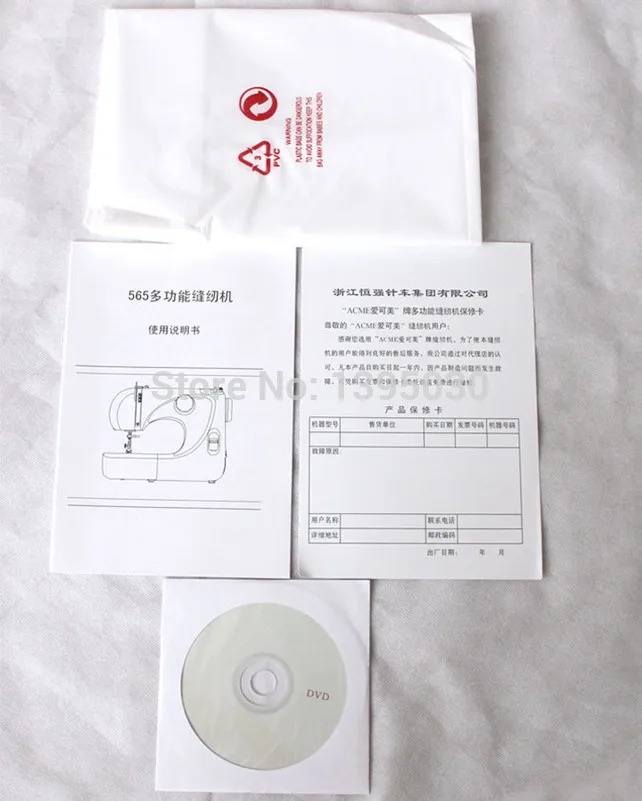 WARNING
PLASTIC BAGS CAN BE DANGEROUS
TO AVOID SUFFOCATION KEEP THIS
BAG AWAY FROM BABIES AND CHILDREN
3
PVC
565多功能缝纫机
使用说明书
浙江恒强针车集团有限公司
"ACME爱可美"牌多功能缝纫机保修卡
尊敬的"ACME爱可美"缝纫机用户:
感谢您选用"ACME爱可美"牌缝纫机,为了使本缝纫
机的用户能得到良好的售后服务,我公司通过对代理店的认
可,凡本产品自购买日起一年内,因产品制造问题而发生故
障,可凭购买发票
Store No: 1395030
产品保修卡
机器型号 售货单位 购买日期 发票号码 机器号码
故障原因:
用户名称 联系电话
详细地址 邮政编码
出厂日期: 年 月
DVD